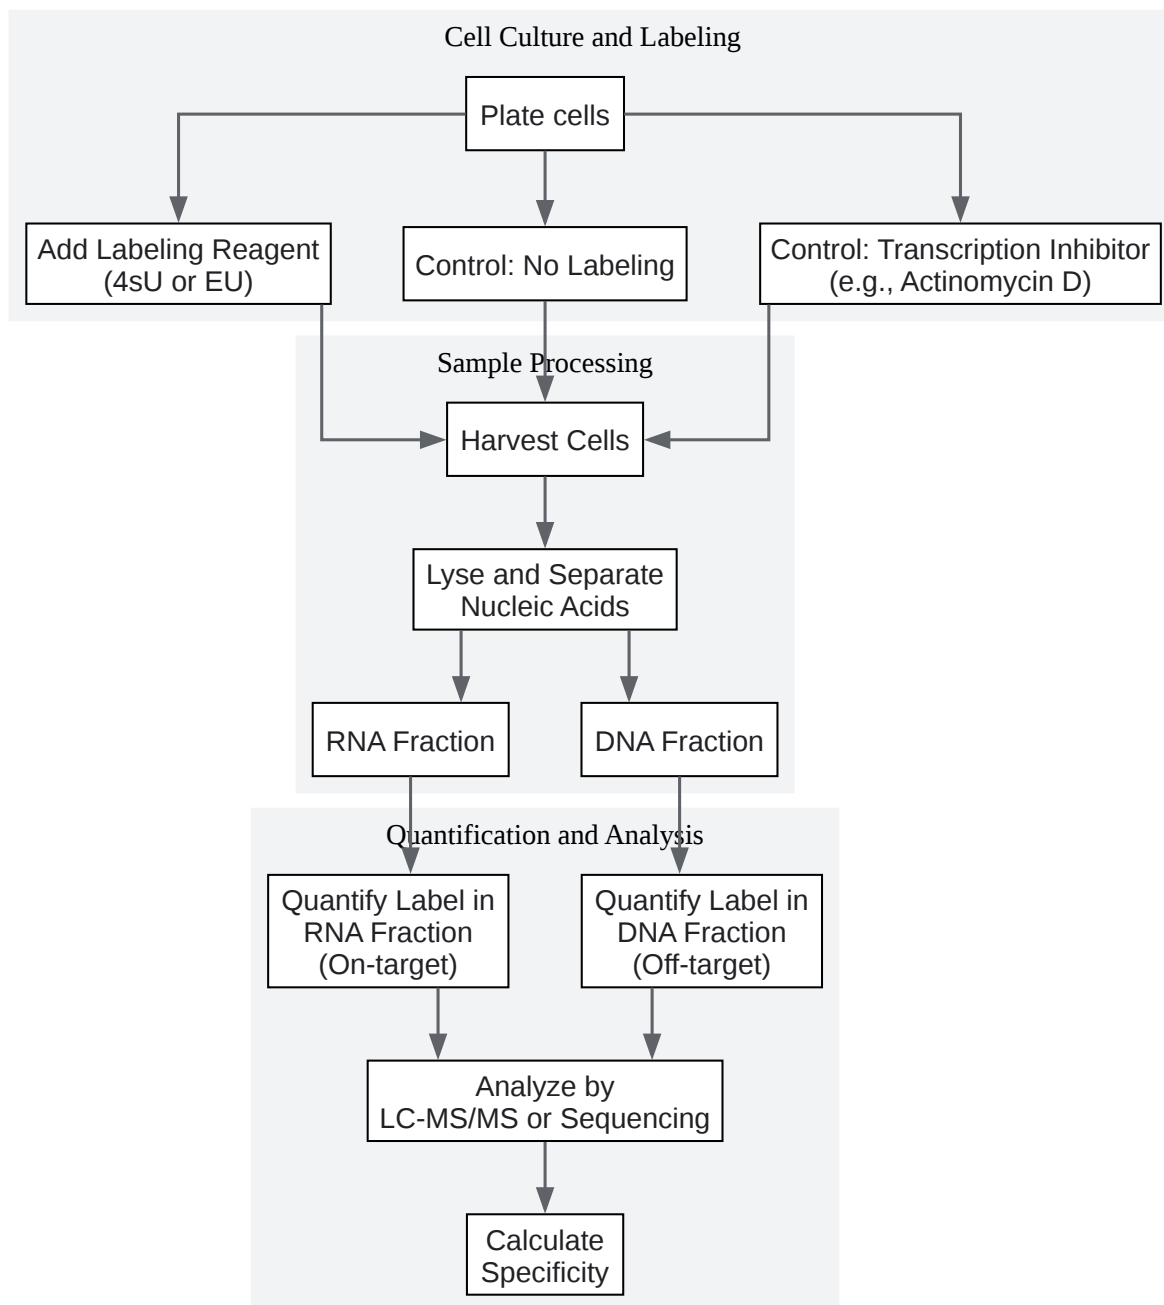 Cell Culture and Labeling
Plate cells
Add Labeling Reagent
(4sU or EU)
Control: No Labeling
Control: Transcription Inhibitor
(e.g., Actinomycin D)
Sample Processing
Harvest Cells
Lyse and Separate
Nucleic Acids
RNA Fraction
DNA Fraction
Quantification and Analysis
Quantify Label in
RNA Fraction
(On-target)
Quantify Label in
DNA Fraction
(Off-target)
Analyze by
LC-MS/MS or Sequencing
Calculate
Specificity